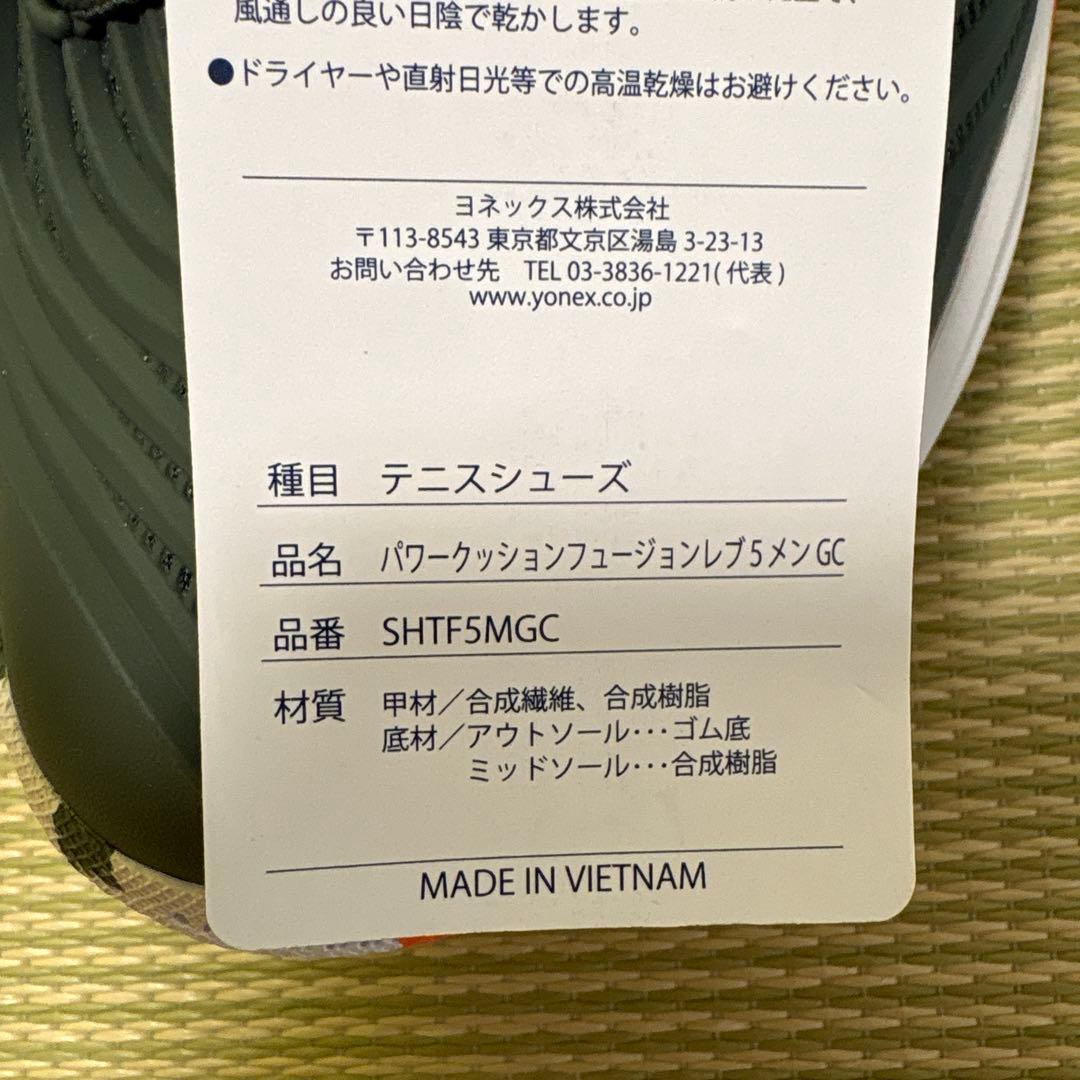 風通しの良い日陰で乾かします。
●ドライヤーや直射日光等での高温乾燥はお避けください。
ヨネックス株式会社
〒113-8543 東京都文京区湯島 3-23-13
お問い合わせ先 TEL 03-3836-1221(代表)
www.yonex.co.jp
種目 テニスシューズ
品名 パワークッションフュージョンレブ5メンGC
品番 SHTF5MGC
材質 甲材／合成繊維、合成樹脂
底材／アウトソール･･･ゴム底
ミッドソール･･･合成樹脂
MADE IN VIETNAM